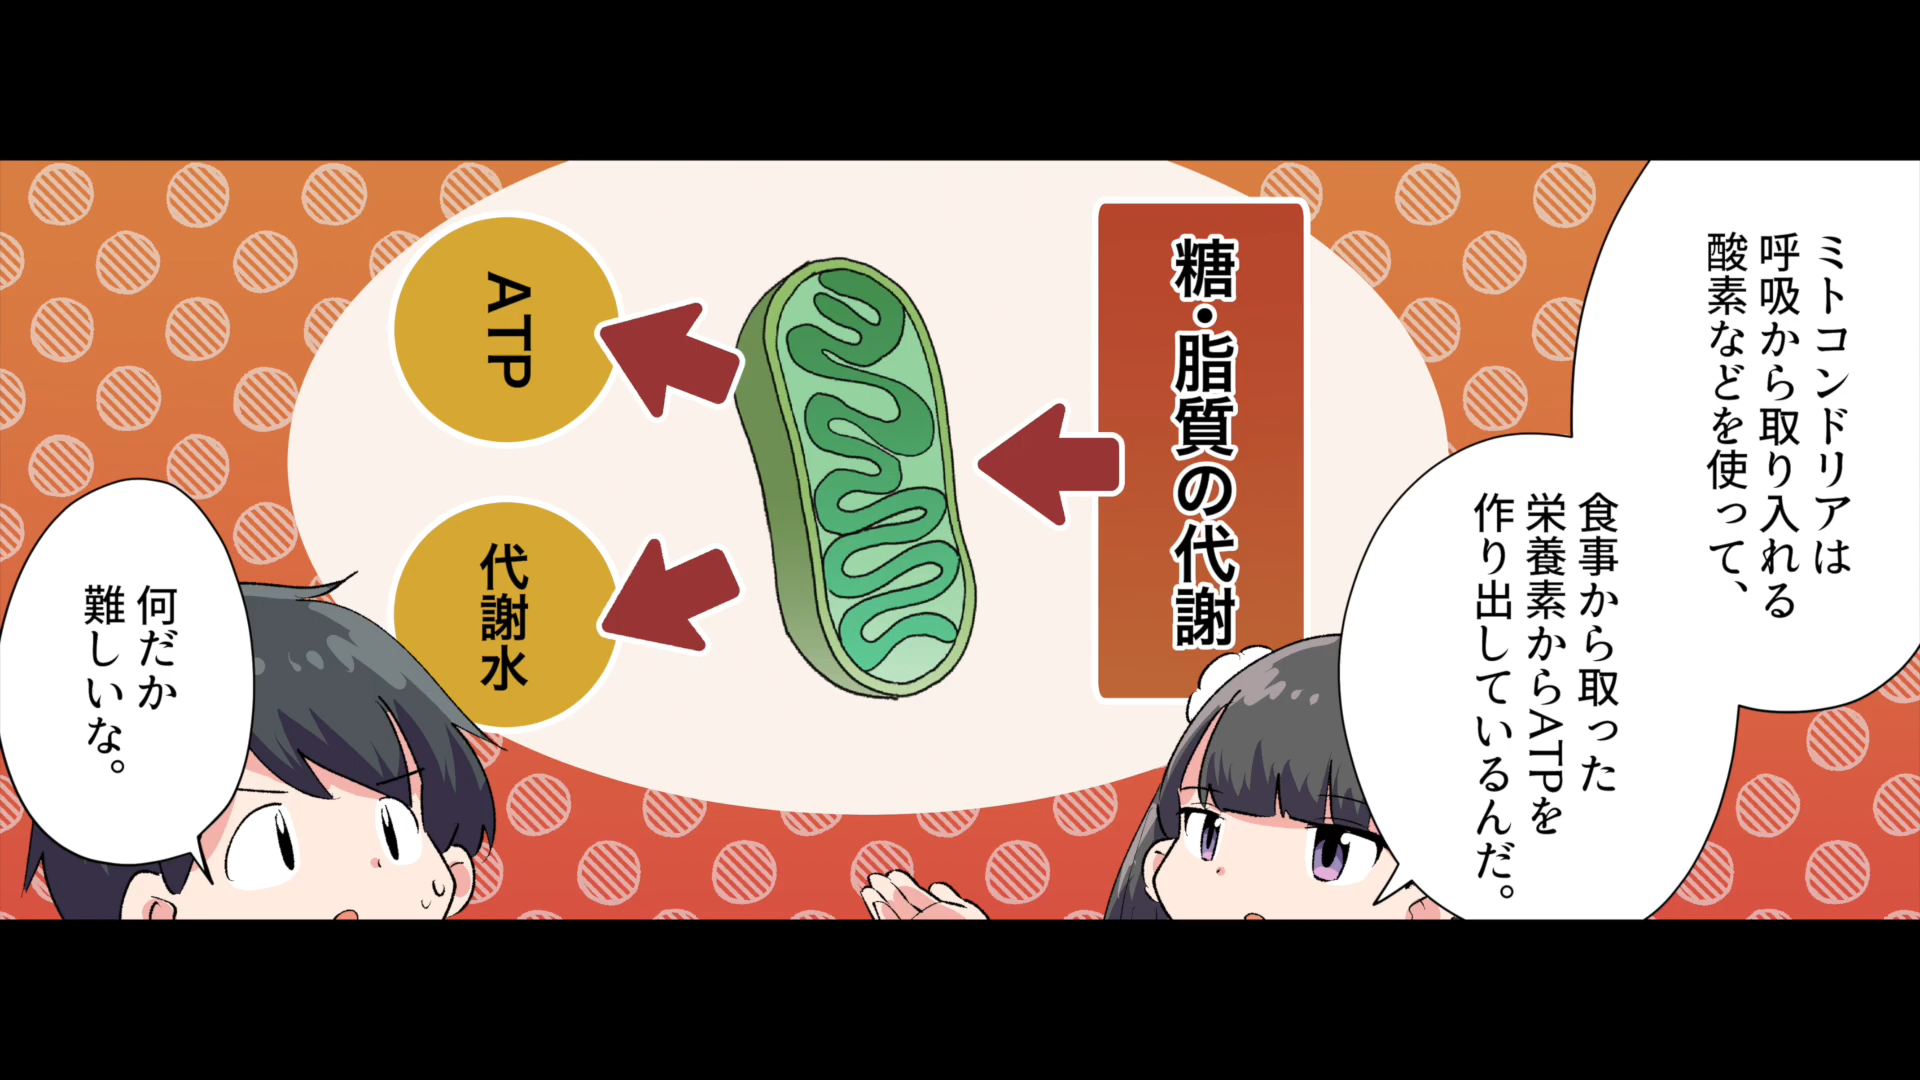 ミトコンドリアは
呼吸から取り入れる
酸素などを使って、
食事から取った
栄養素からATPを
作り出しているんだ。
糖・脂質の代謝
ATP
代謝水
何だか
難しいな。